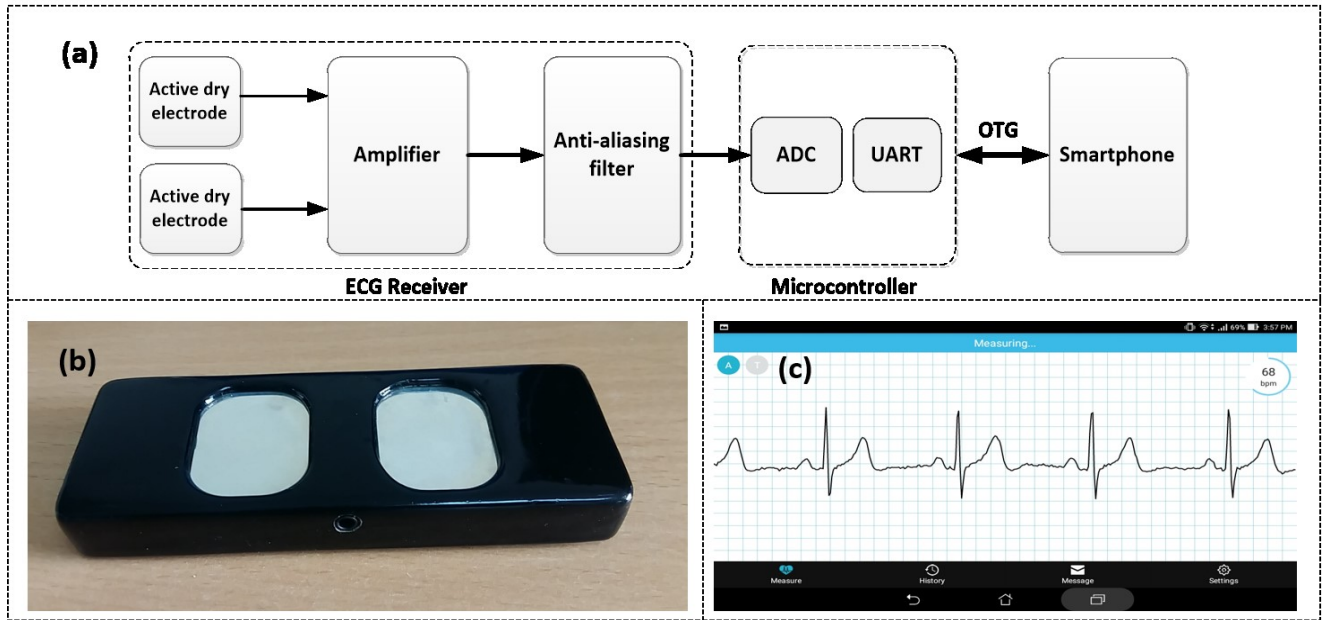 (a)
Active dry
electrode
Active dry
electrode
Amplifier
Anti-aliasing
filter
ADC
UART
OTG
Smartphone
ECG Receiver
Microcontroller
(b)
69% 3:57 PM
Measuring...
A T (c)
68
bpm
Measure History Message Settings